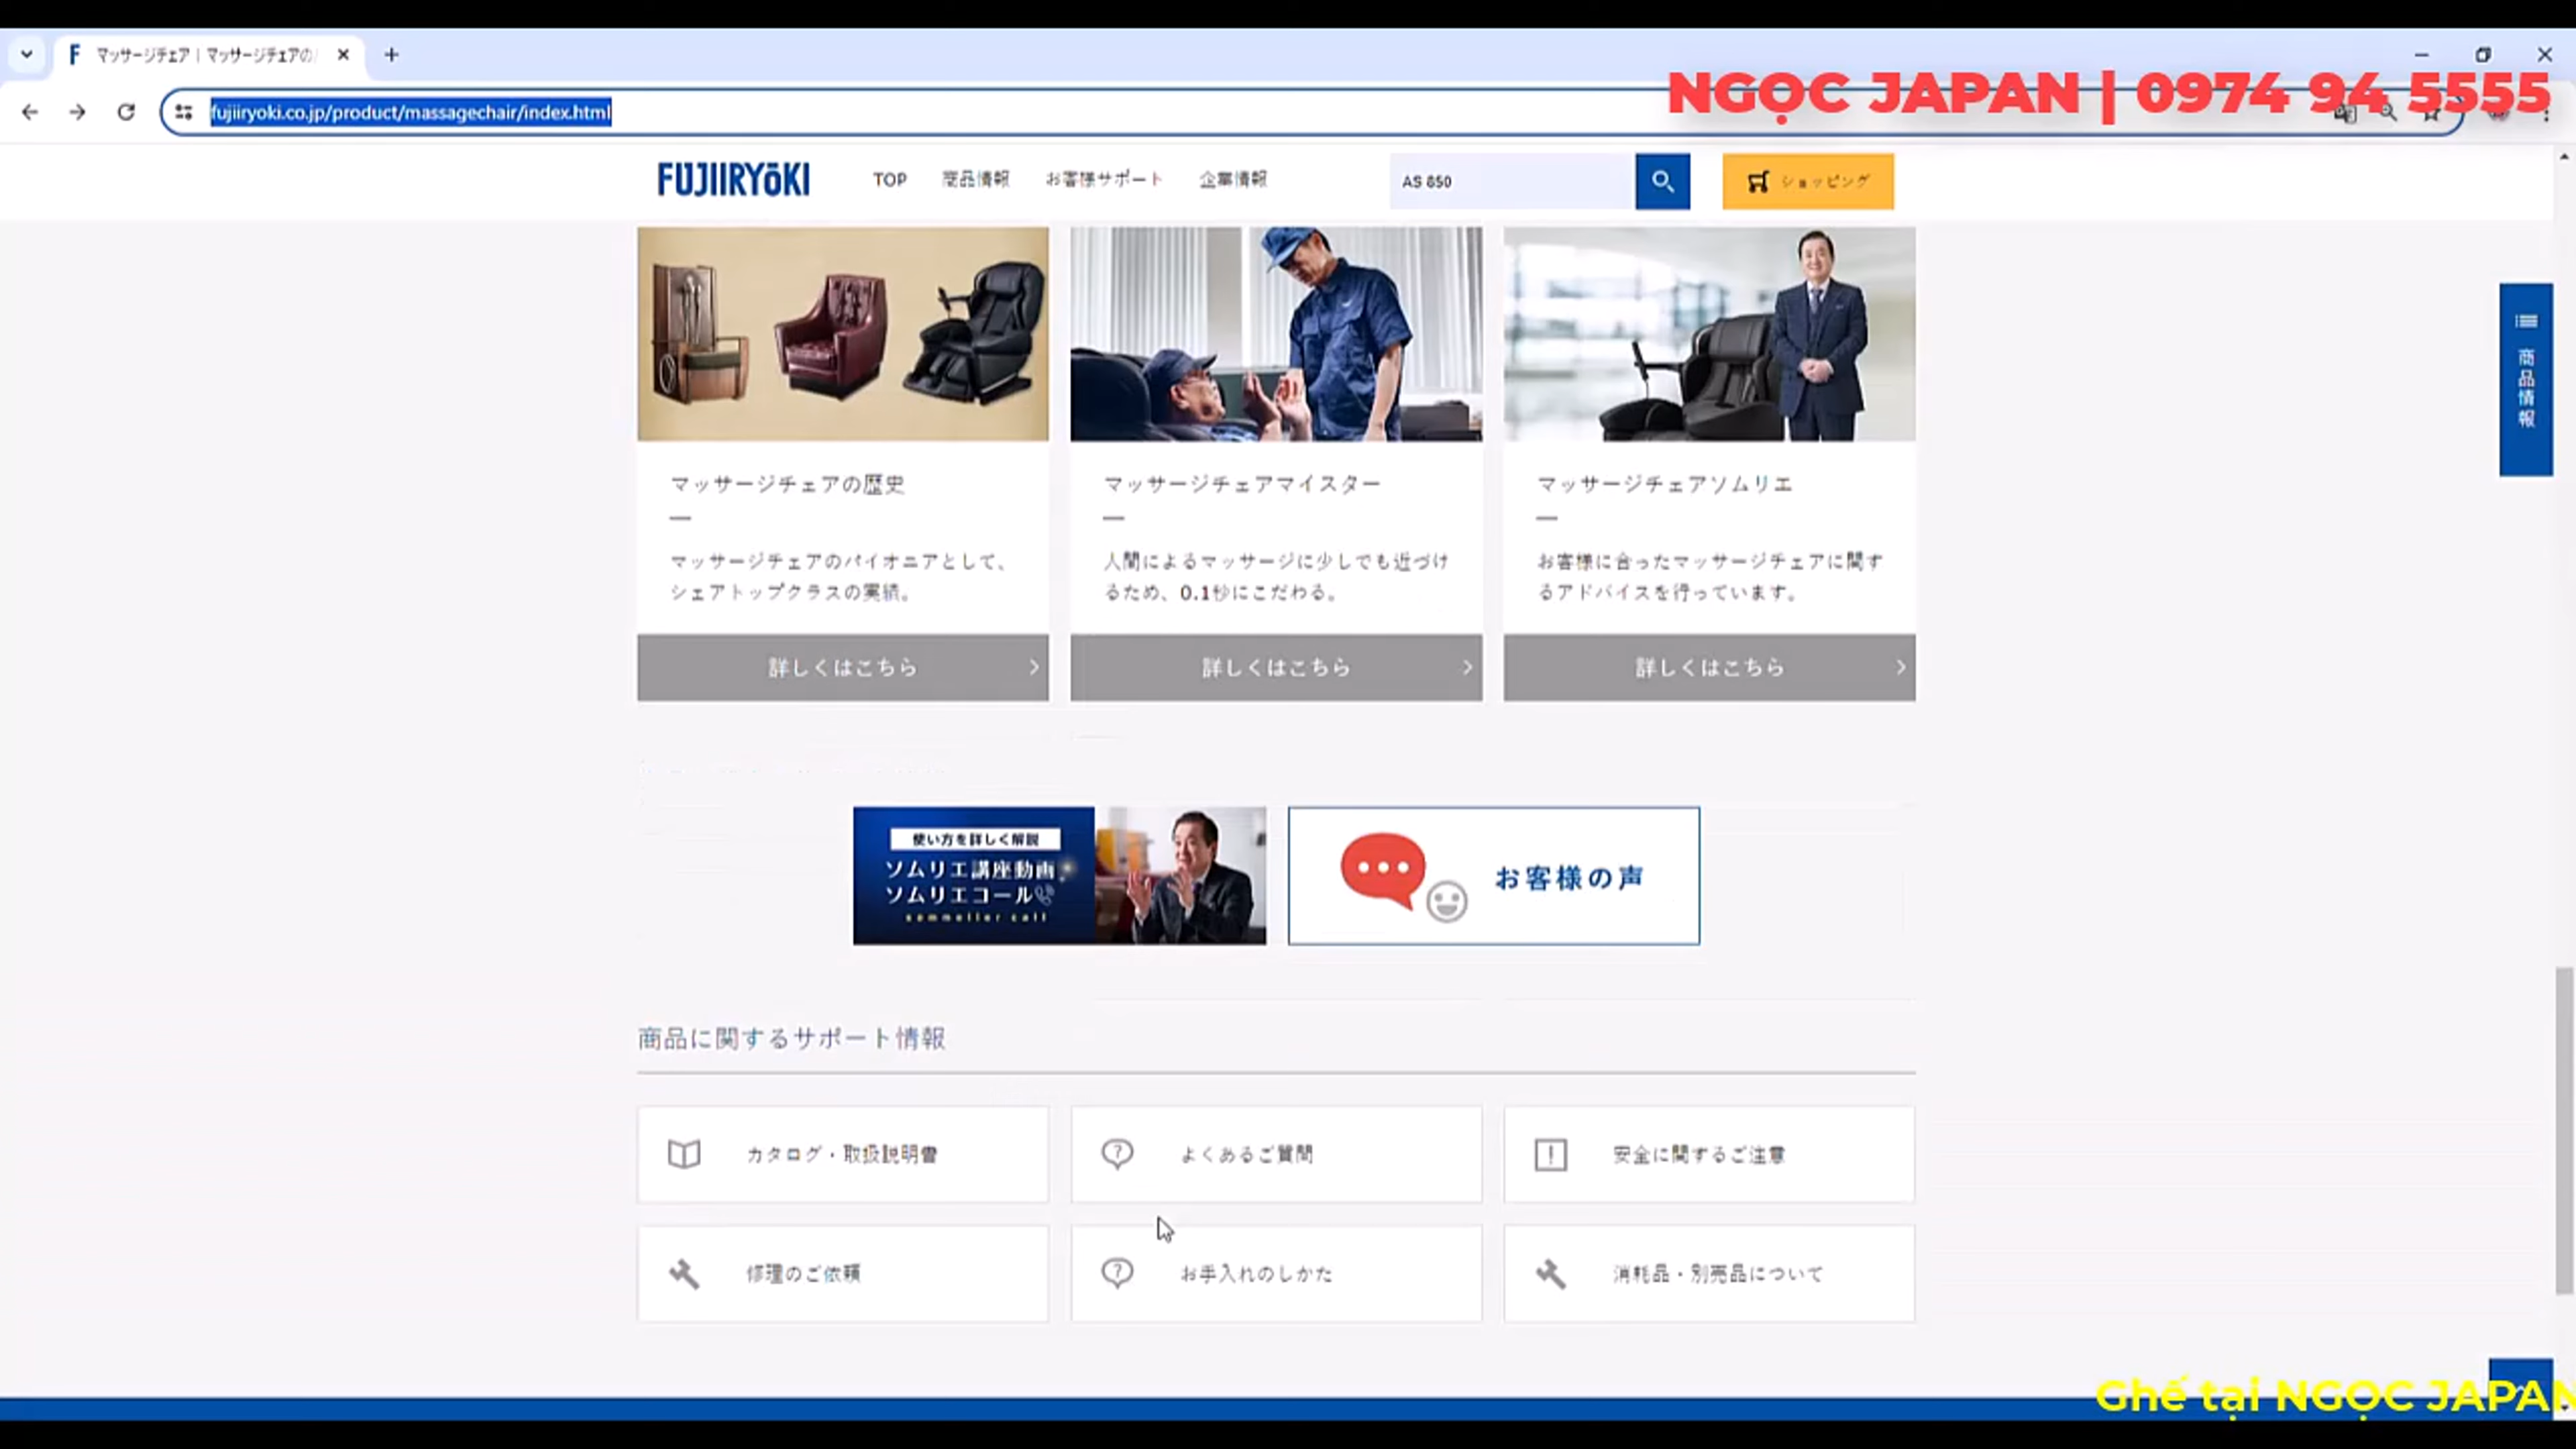 F マッサージチェア | マッサージチェアの
NGỌC JAPAN | 0974 94 5555
fujiiryoki.co.jp/product/massagechair/index.html
FUJIIRYōKI
TOP 商品情報 お客様サポート 企業情報
AS 850
ショッピング
商品情報
マッサージチェアの歴史
マッサージチェアのパイオニアとして、
シェアトップクラスの実績。
詳しくはこちら
マッサージチェアマイスター
人間によるマッサージに少しでも近づけ
るため、0.1秒にこだわる。
詳しくはこちら
マッサージチェアソムリエ
お客様に合ったマッサージチェアに関す
るアドバイスを行っています。
詳しくはこちら
使い方を詳しく解説
ソムリエ講座動画
ソムリエコール
sommelier call
お客様の声
商品に関するサポート情報
カタログ・取扱説明書
よくあるご質問
安全に関するご注意
修理のご依頼
お手入れのしかた
消耗品・別売品について
Ghế tại NGỌC JAPAN